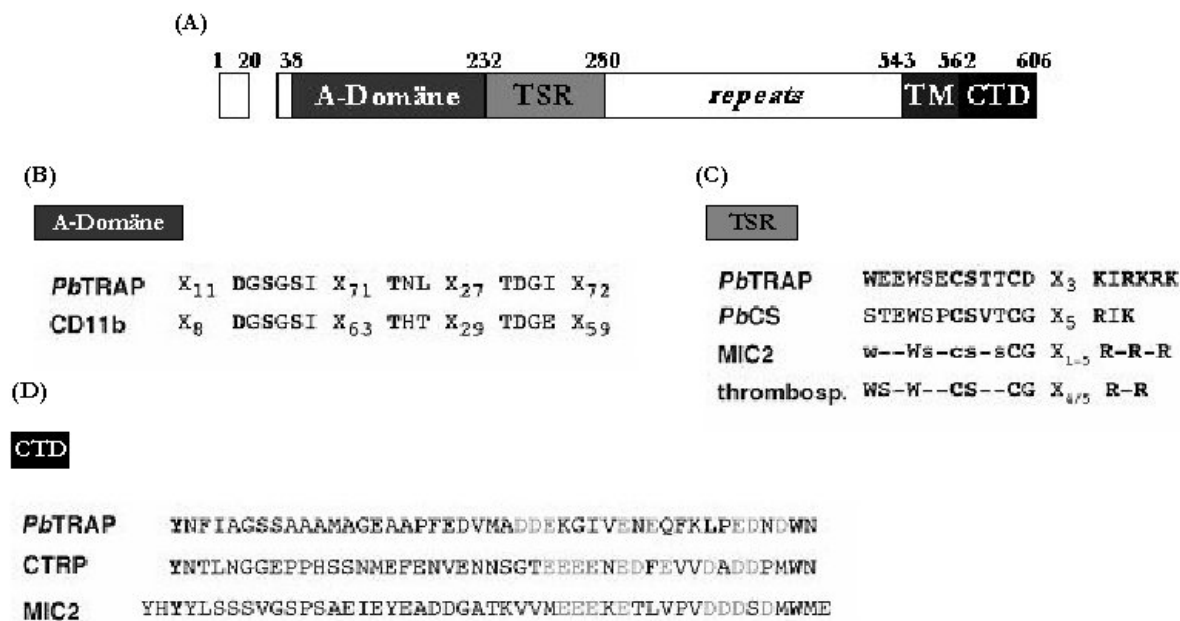 (A)
1 20 38 232 280 543 562 606
A-Domäne TSR repeats TM CTD
(B)
A-Domäne
PbTRAP X11 DGSGSI X71 TNL X27 TDGI X72
CD11b X8 DGSGSI X63 THT X29 TDGE X59
(C)
TSR
PbTRAP WEEWSECSTTCD X3 KIRKRK
PbCS STEWSPCSVTCG X5 RIK
MIC2 w--Ws-cs-sCG X1-5 R-R-R
thrombosp. WS-W--CS--CG X4/5 R-R
(D)
CTD
PbTRAP YNFIAGSSAAAMAGEAAPFEDVMADDEKGIVENEQFKLPEDNDWN
CTRP YNTLNGGEPPHSSNMEFENVENNSGTEEEENEDFEVVDADDPMWN
MIC2 YHYYLSSSVGSPSAEIEYEADDGATKVVMEEEKETLVPVDDDSDMWME